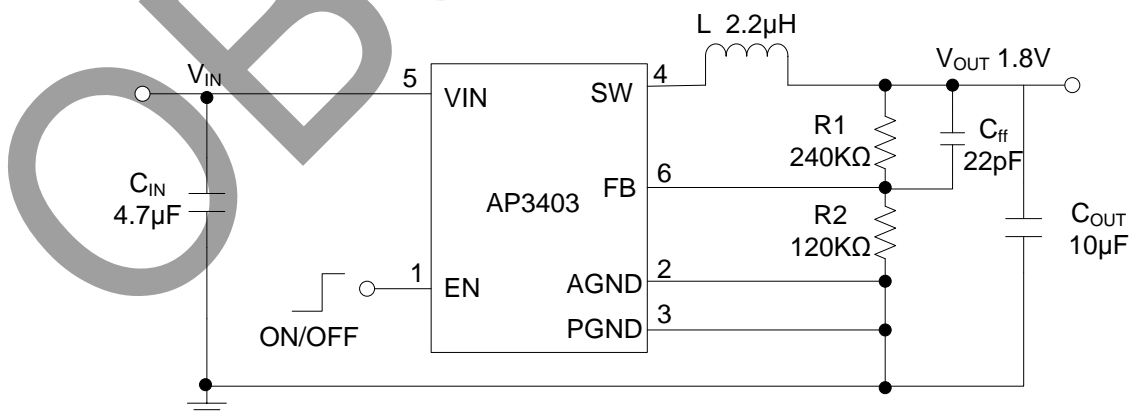 L 2.2µH
VOUT 1.8V
VIN
5
VIN
SW
4
R1
240KΩ
Cff
22pF
CIN
4.7µF
AP3403
FB
6
R2
120KΩ
COUT
10µF
1
EN
ON/OFF
AGND
2
PGND
3